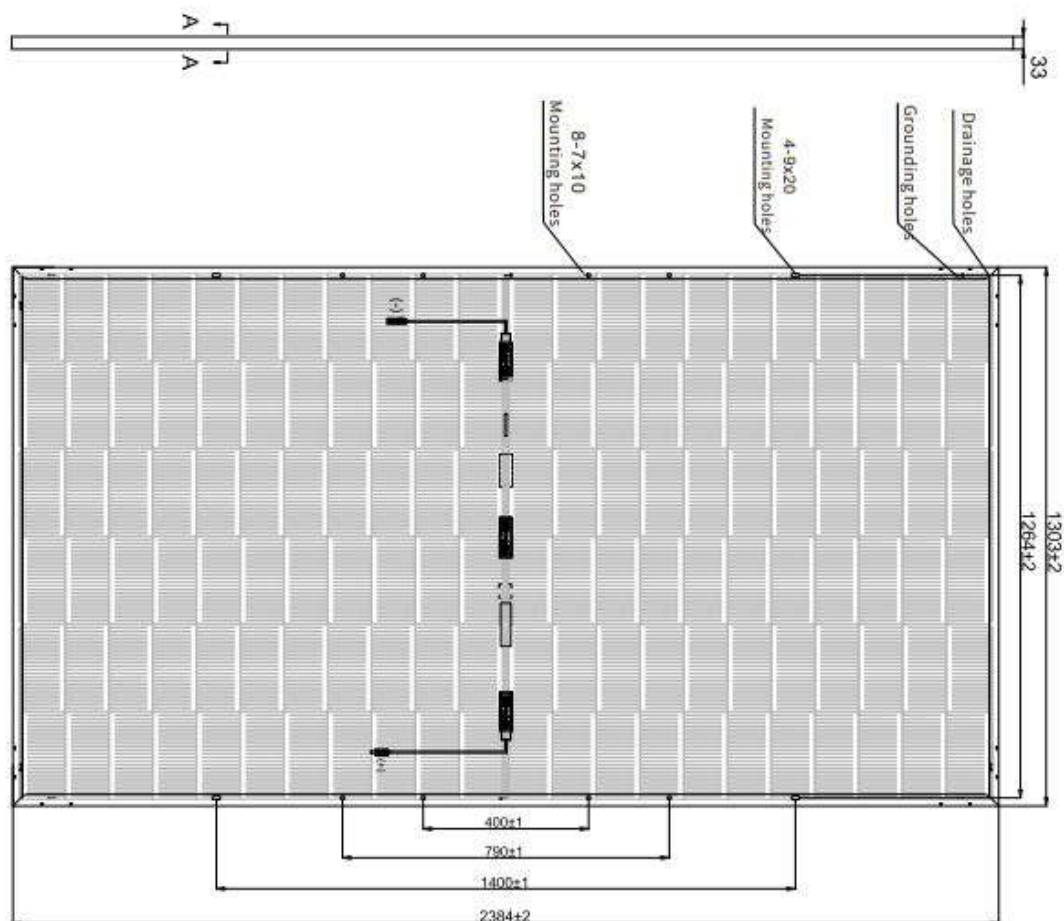 A
A
33
8-7x10
Mounting holes
4-9x20
Mounting holes
Grounding holes
Drainage holes
(-)
(+)
1264±2
1303±2
400±1
790±1
1400±1
2384±2